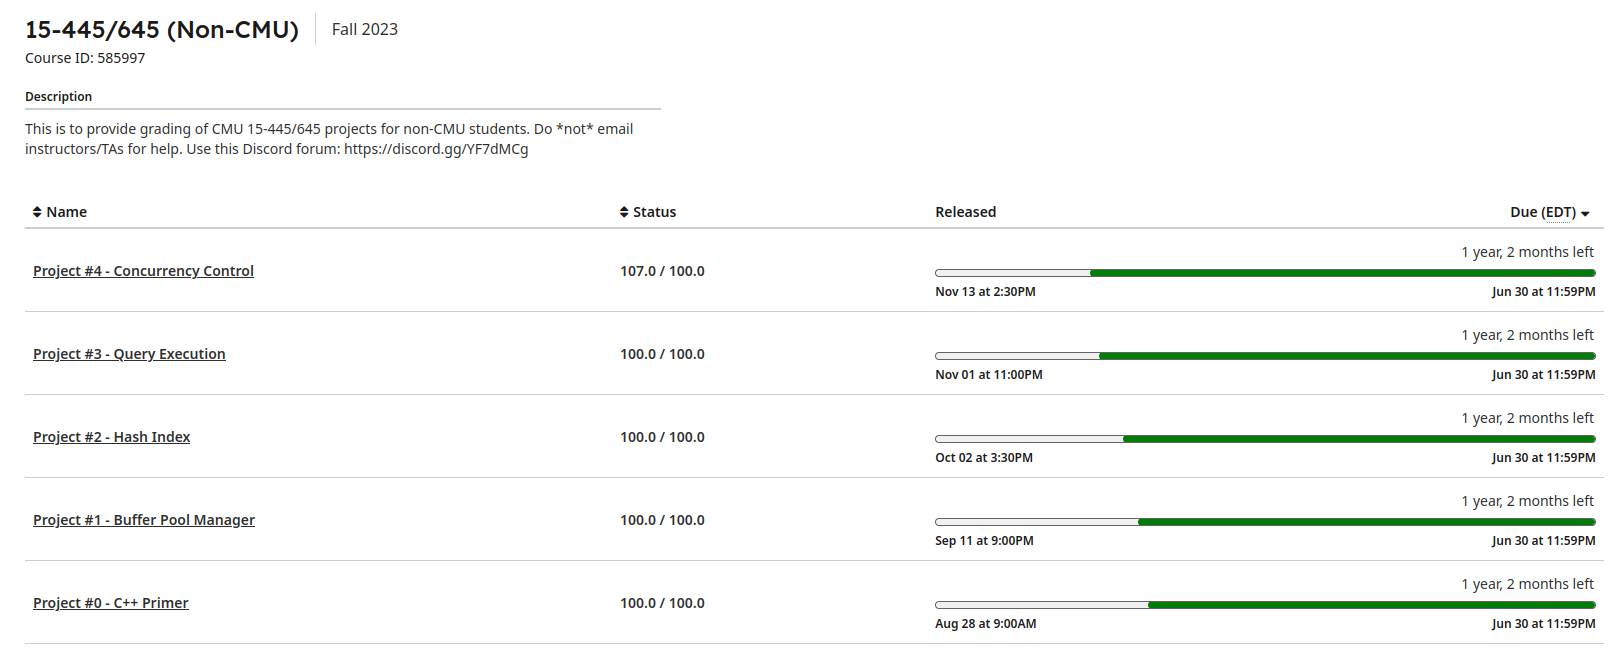 15-445/645 (Non-CMU) Fall 2023
Course ID: 585997
Description
This is to provide grading of CMU 15-445/645 projects for non-CMU students. Do *not* email
instructors/TAs for help. Use this Discord forum: https://discord.gg/YF7dMCg
Name Status Released Due (EDT)
1 year, 2 months left
Project #4 - Concurrency Control 107.0 / 100.0
Nov 13 at 2:30PM Jun 30 at 11:59PM
1 year, 2 months left
Project #3 - Query Execution 100.0 / 100.0
Nov 01 at 11:00PM Jun 30 at 11:59PM
1 year, 2 months left
Project #2 - Hash Index 100.0 / 100.0
Oct 02 at 3:30PM Jun 30 at 11:59PM
1 year, 2 months left
Project #1 - Buffer Pool Manager 100.0 / 100.0
Sep 11 at 9:00PM Jun 30 at 11:59PM
1 year, 2 months left
Project #0 - C++ Primer 100.0 / 100.0
Aug 28 at 9:00AM Jun 30 at 11:59PM